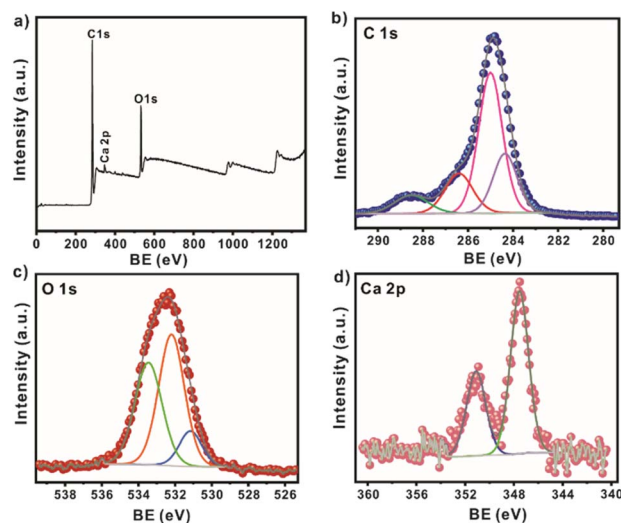 a)
C1s
Ca 2p
O1s
Intensity (a.u.)
0 200 400 600 800 1000 1200
BE (eV)
b)
C 1s
Intensity (a.u.)
290 288 286 284 282 280
BE (eV)
c)
O 1s
Intensity (a.u.)
538 536 534 532 530 528 526
BE (eV)
d)
Ca 2p
Intensity (a.u.)
360 356 352 348 344 340
BE (eV)